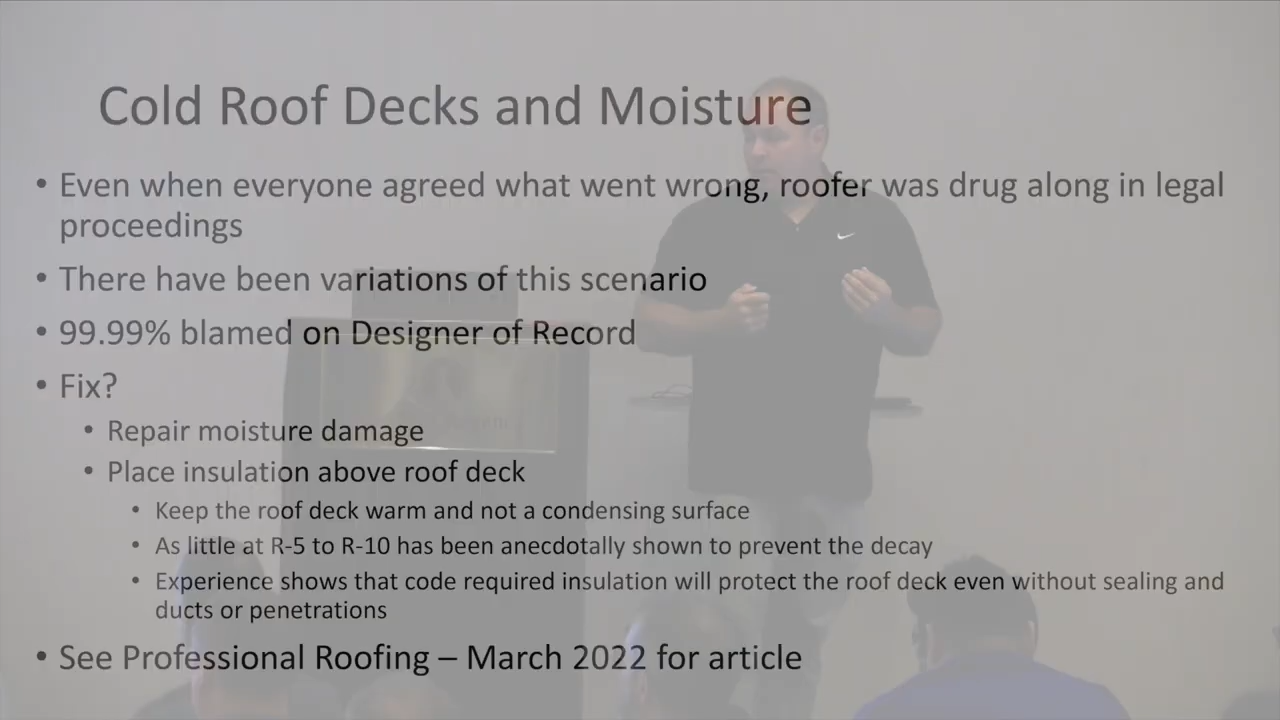 Cold Roof Decks and Moisture
• Even when everyone agreed what went wrong, roofer was drug along in legal
proceedings
• There have been variations of this scenario
• 99.99% blamed on Designer of Record
• Fix?
• Repair moisture damage
• Place insulation above roof deck
• Keep the roof deck warm and not a condensing surface
• As little at R-5 to R-10 has been anecdotally shown to prevent the decay
• Experience shows that code required insulation will protect the roof deck even without sealing and
ducts or penetrations
• See Professional Roofing – March 2022 for article